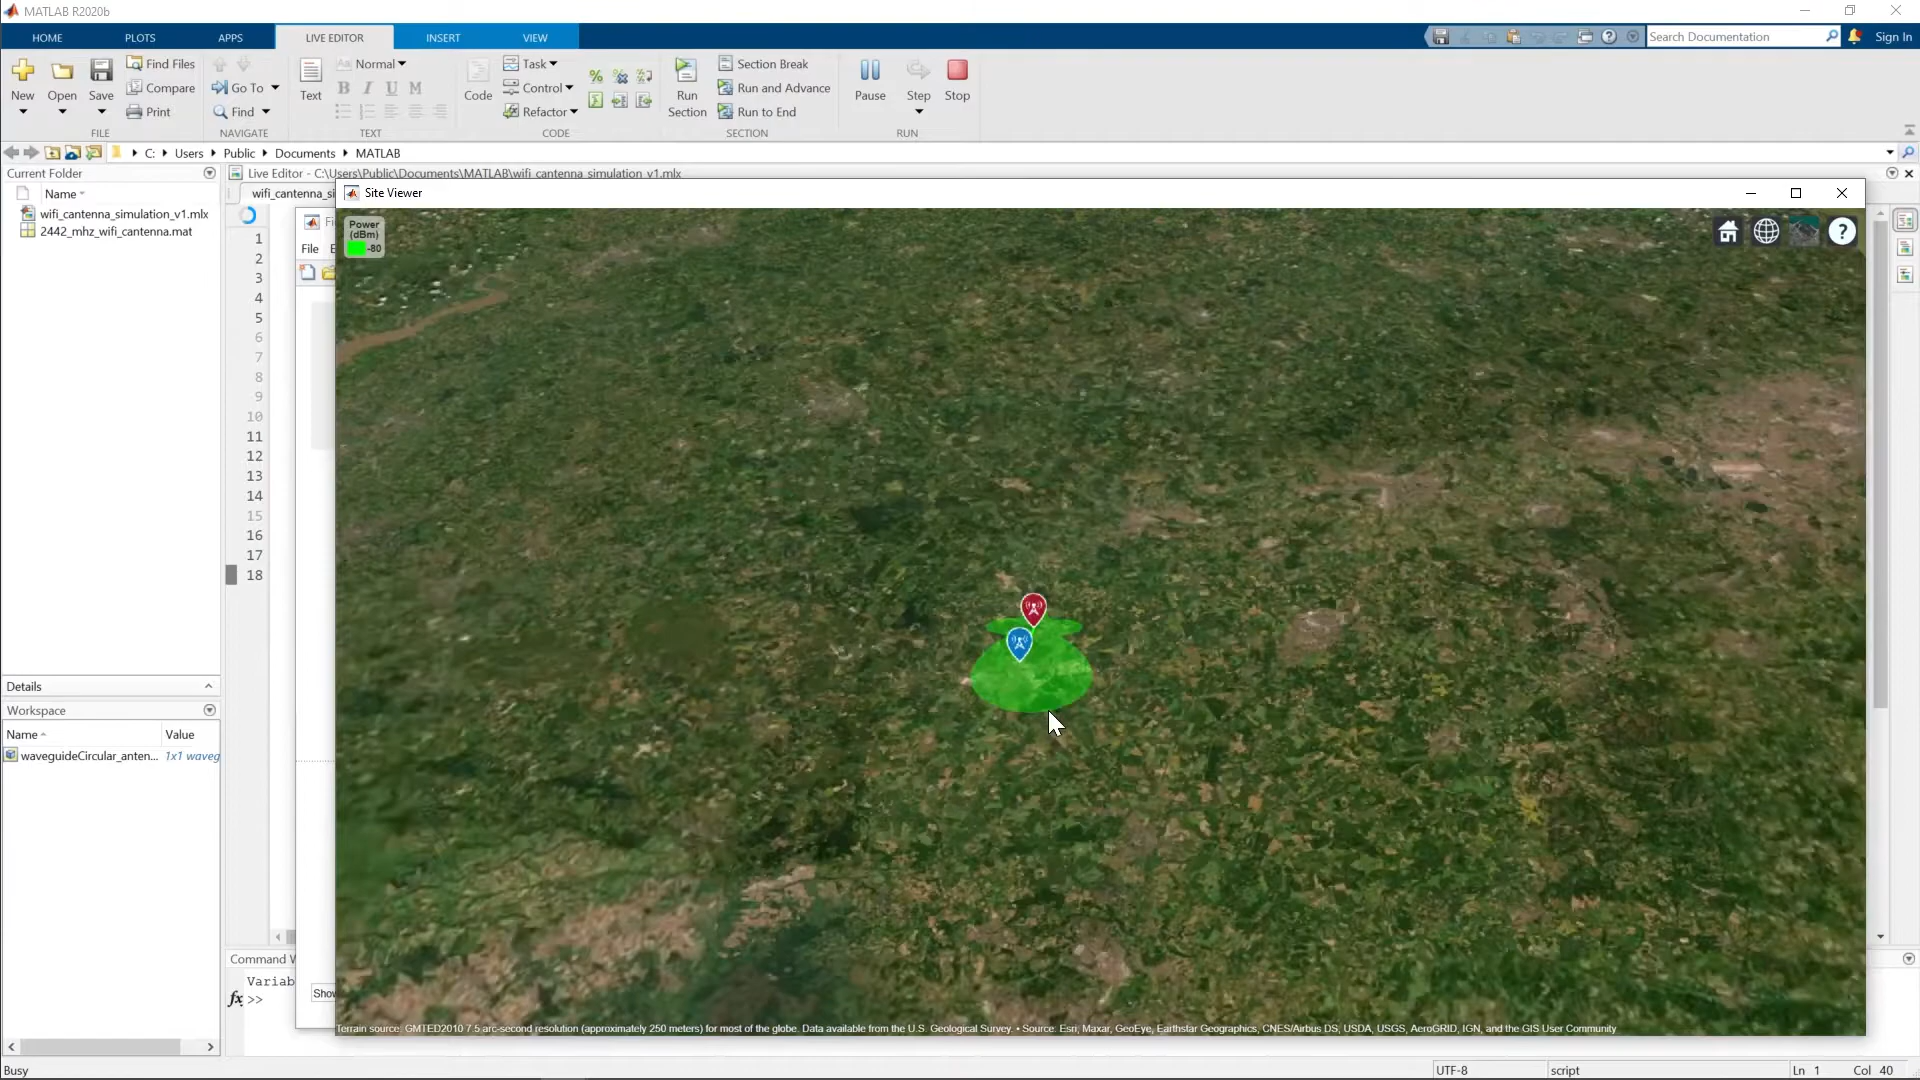 MATLAB R2020b
HOME
PLOTS
APPS
LIVE EDITOR
INSERT
VIEW
Search Documentation
Sign In
New
Open
Save
Find Files
Compare
Print
FILE
Go To
Find
NAVIGATE
Text
Normal
B I U M
TEXT
Code
Task
Control
Refactor
CODE
Run
Section
Section Break
Run and Advance
Run to End
SECTION
Pause
Step
Stop
RUN
C: Users Public Documents MATLAB
Current Folder
Name
wifi_cantenna_simulation_v1.mlx
2442_mhz_wifi_cantenna.mat
Live Editor - C:\Users\Public\Documents\MATLAB\wifi_cantenna_simulation_v1.mlx
wifi_cantenna_si
Site Viewer
Power
(dBm)
-80
File
1
2
3
4
5
6
7
8
9
10
11
12
13
14
15
16
17
18
Details
Workspace
Name
Value
waveguideCircular_anten...
1x1 waveg
Command W
Variab
fx >>
Show
Terrain source: GMTED2010 7.5 arc-second resolution (approximately 250 meters) for most of the globe. Data available from the U.S. Geological Survey. • Source: Esri, Maxar, GeoEye, Earthstar Geographics, CNES/Airbus DS, USDA, USGS, AeroGRID, IGN, and the GIS User Community
Busy
UTF-8
script
Ln 1
Col 40